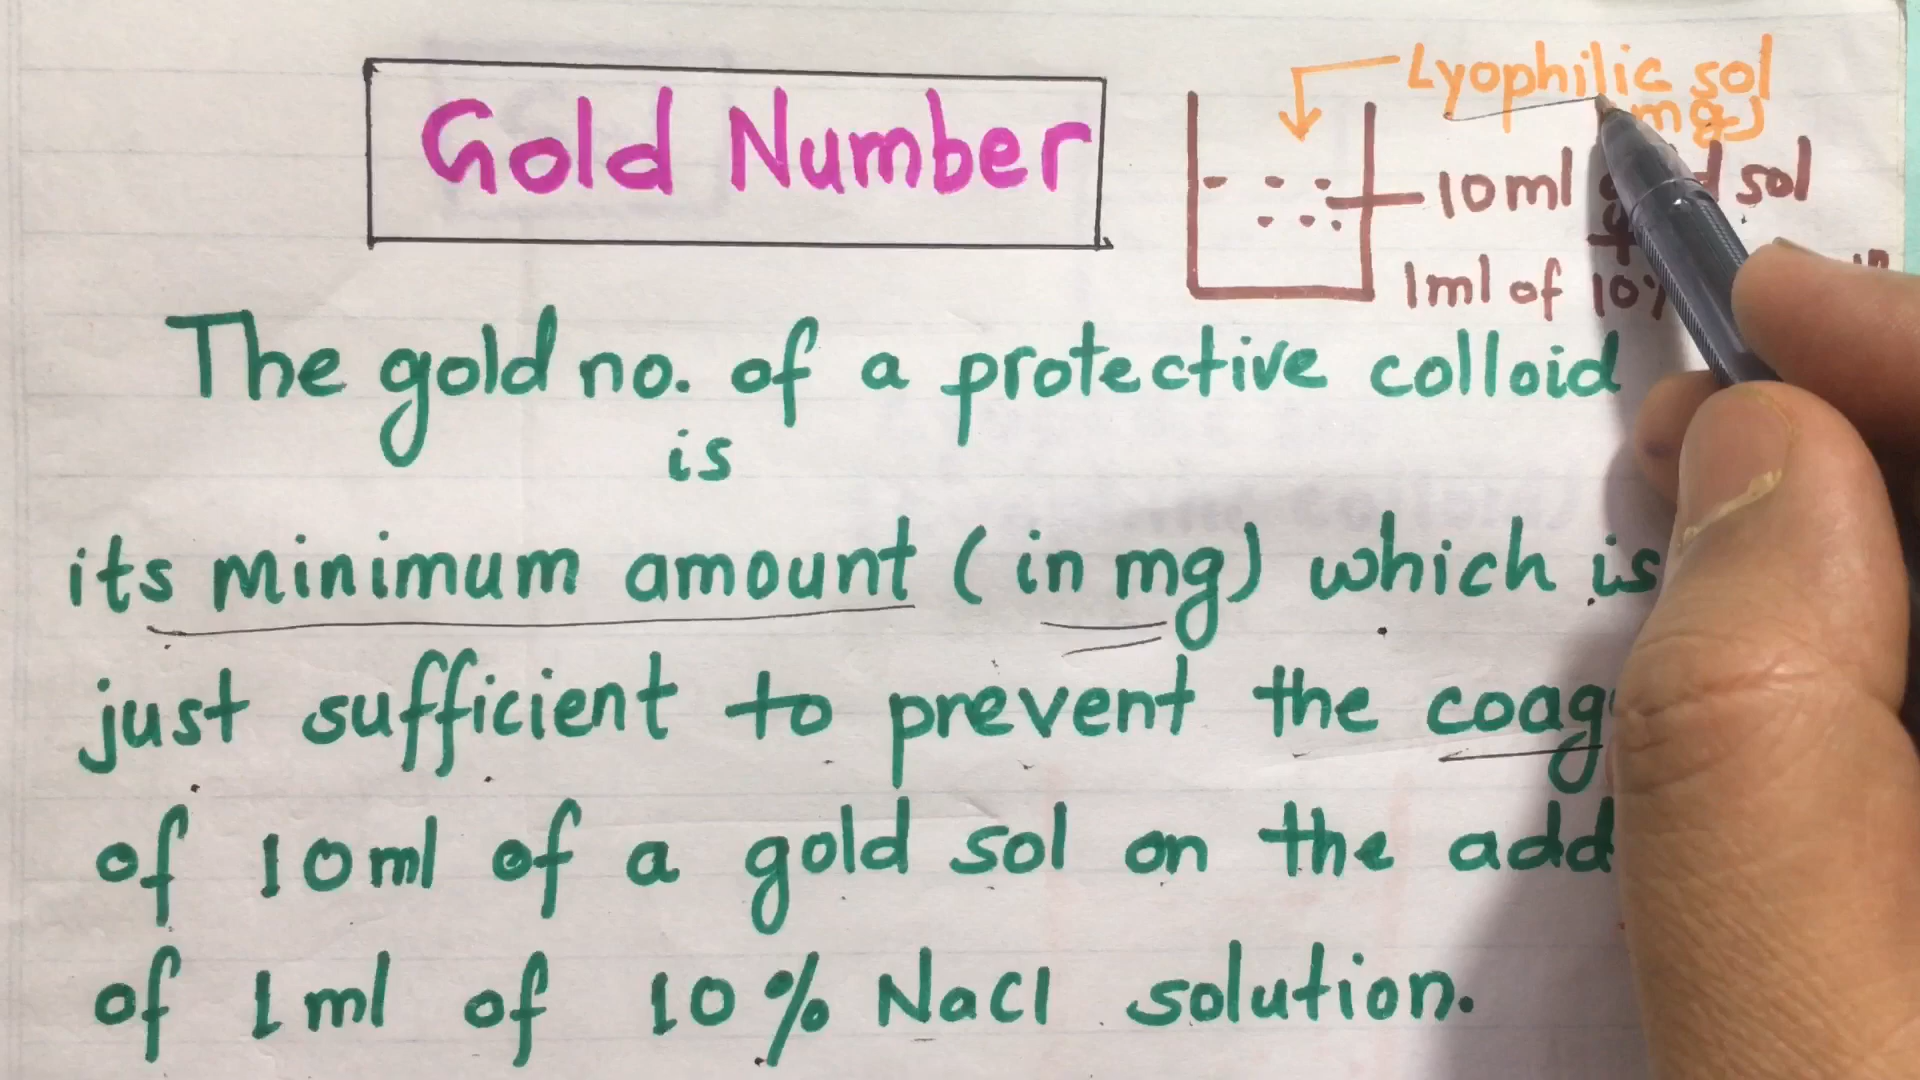 Gold Number
Lyophilic sol
mg)
10ml sol
1ml of 10%
The gold no. of a protective colloid
is
its minimum amount (in mg) which is
just sufficient to prevent the coag
of 10ml of a gold sol on the add
of 1ml of 10% NaCl solution.